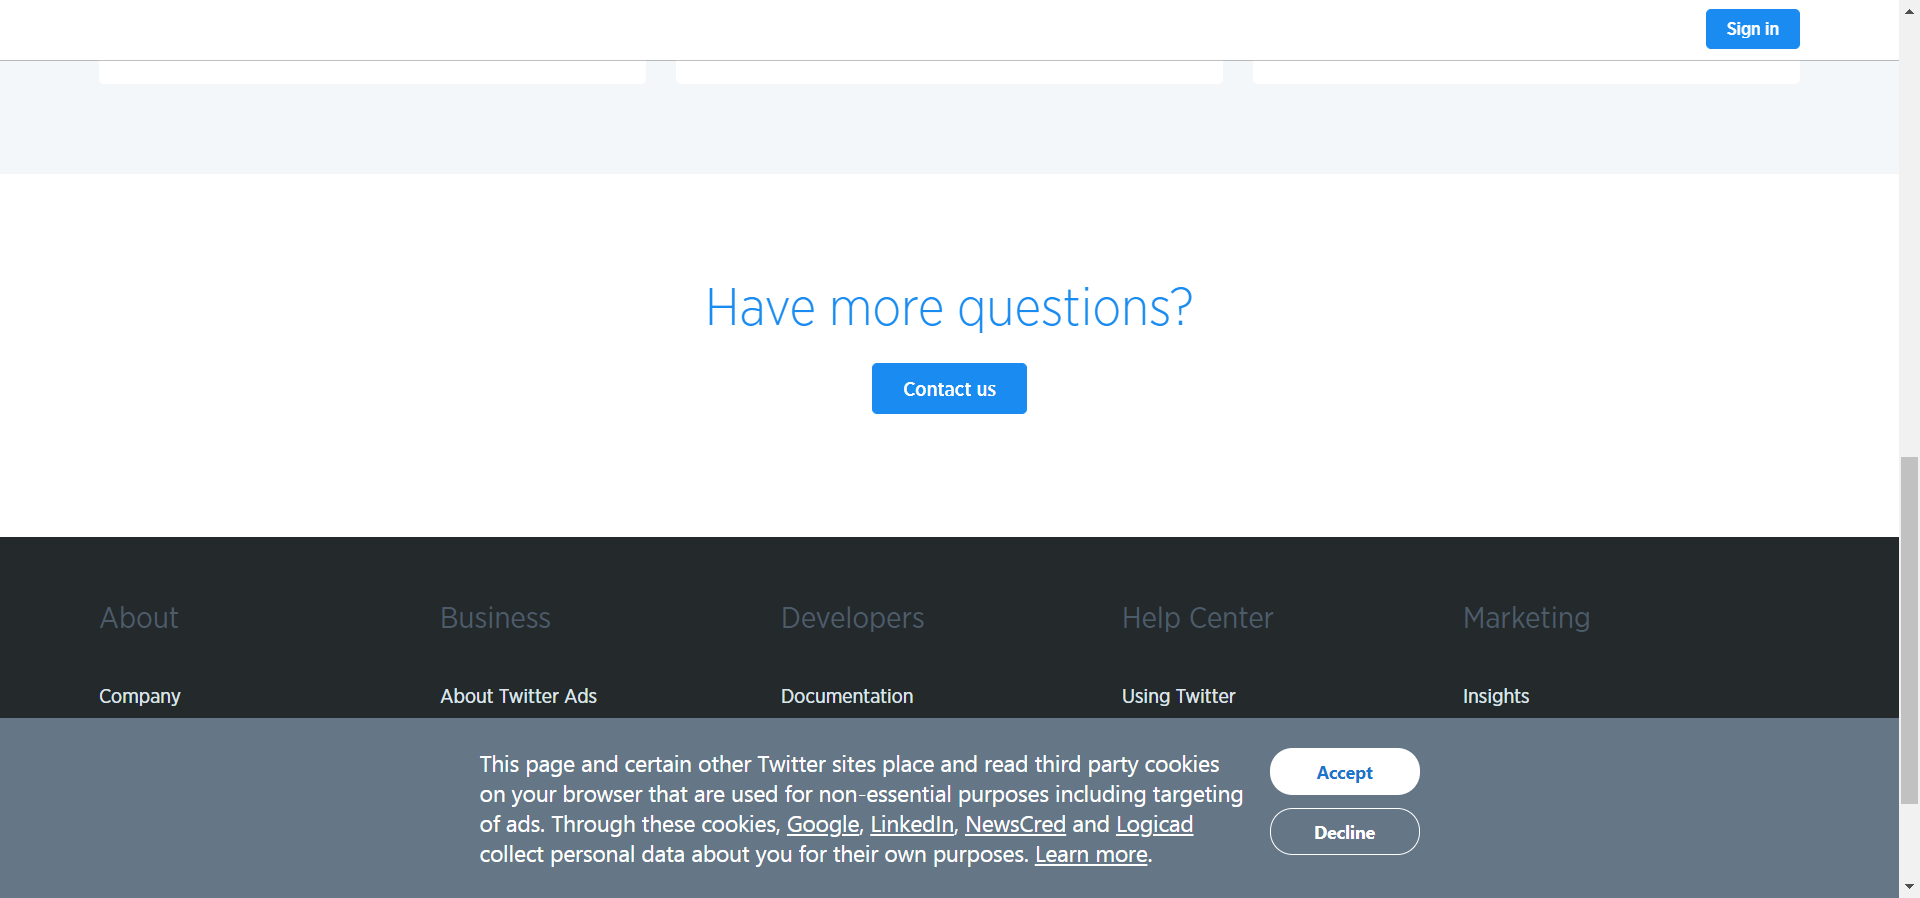 Sign in
Have more questions?
Contact us
About
Business
Developers
Help Center
Marketing
Company
About Twitter Ads
Documentation
Using Twitter
Insights
This page and certain other Twitter sites place and read third party cookies
on your browser that are used for non-essential purposes including targeting
of ads. Through these cookies, Google, LinkedIn, NewsCred and Logicad
collect personal data about you for their own purposes. Learn more.
Accept
Decline